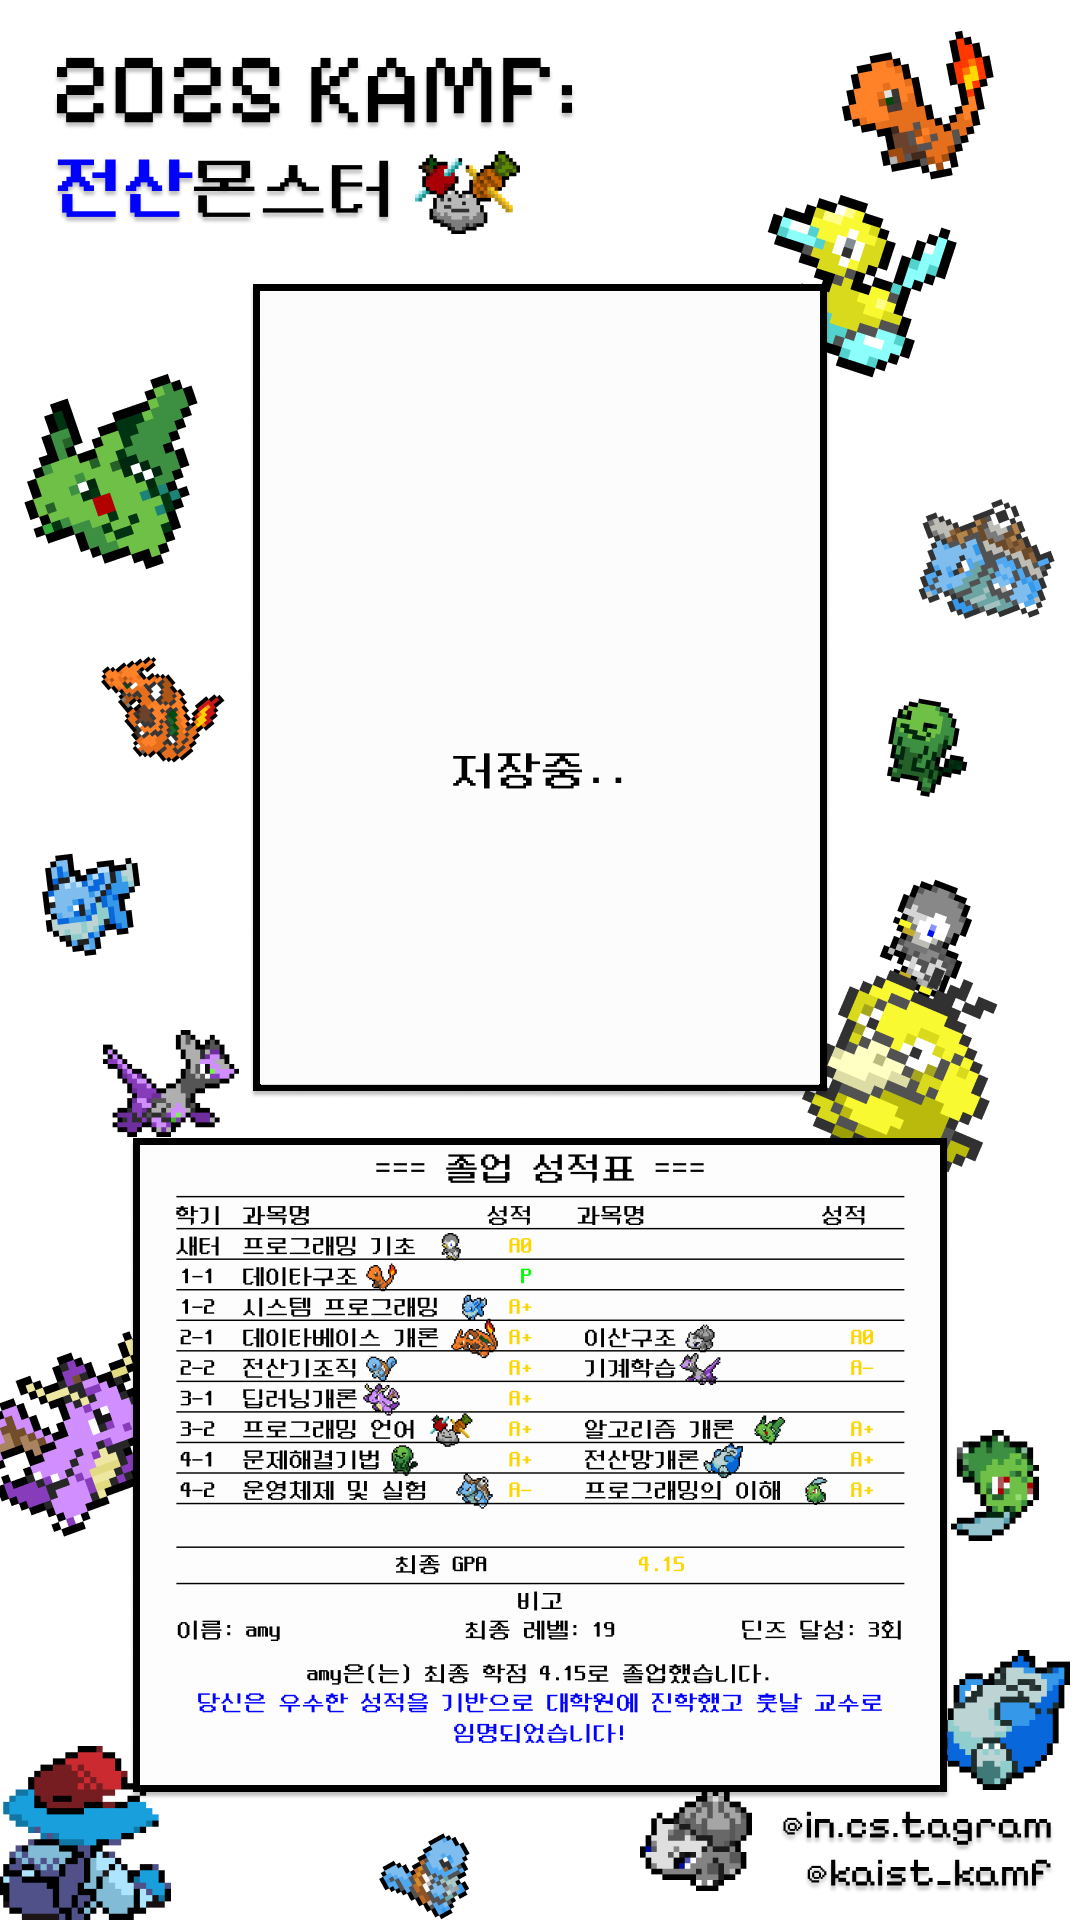 2025 KAMF:
전산몬스터
저장중..
=== 졸업 성적표 ===
학기 과목명 성적 과목명 성적
새터 프로그래밍 기초 A0
1-1 데이타구조 P
1-2 시스템 프로그래밍 A+
2-1 데이타베이스 개론 A+ 이산구조 A0
2-2 전산기조직 A+ 기계학습 A-
3-1 딥러닝개론 A+
3-2 프로그래밍 언어 A+ 알고리즘 개론 A+
4-1 문제해결기법 A+ 전산망개론 A+
4-2 운영체제 및 실험 A- 프로그래밍의 이해 A+
최종 GPA 4.15
비고
이름: amy 최종 레벨: 19 딘즈 달성: 3회
amy은(는) 최종 학점 4.15로 졸업했습니다.
당신은 우수한 성적을 기반으로 대학원에 진학했고 훗날 교수로
임명되었습니다!
@in.cs.tagram
@kaist_kamf